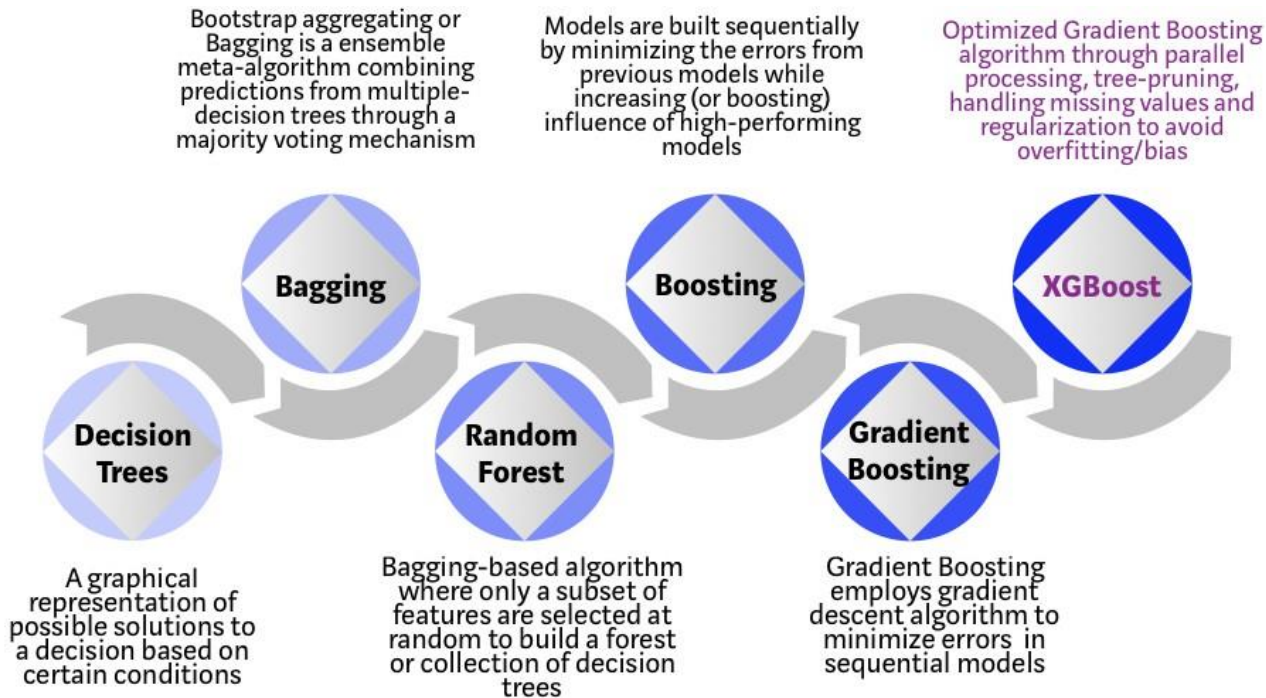 Bootstrap aggregating or
Bagging is a ensemble
meta-algorithm combining
predictions from multiple-
decision trees through a
majority voting mechanism
Models are built sequentially
by minimizing the errors from
previous models while
increasing (or boosting)
influence of high-performing
models
Optimized Gradient Boosting
algorithm through parallel
processing, tree-pruning,
handling missing values and
regularization to avoid
overfitting/bias
Bagging
Boosting
XGBoost
Decision
Trees
Random
Forest
Gradient
Boosting
A graphical
representation of
possible solutions to
a decision based on
certain conditions
Bagging-based algorithm
where only a subset of
features are selected at
random to build a forest
or collection of decision
trees
Gradient Boosting
employs gradient
descent algorithm to
minimize errors in
sequential models